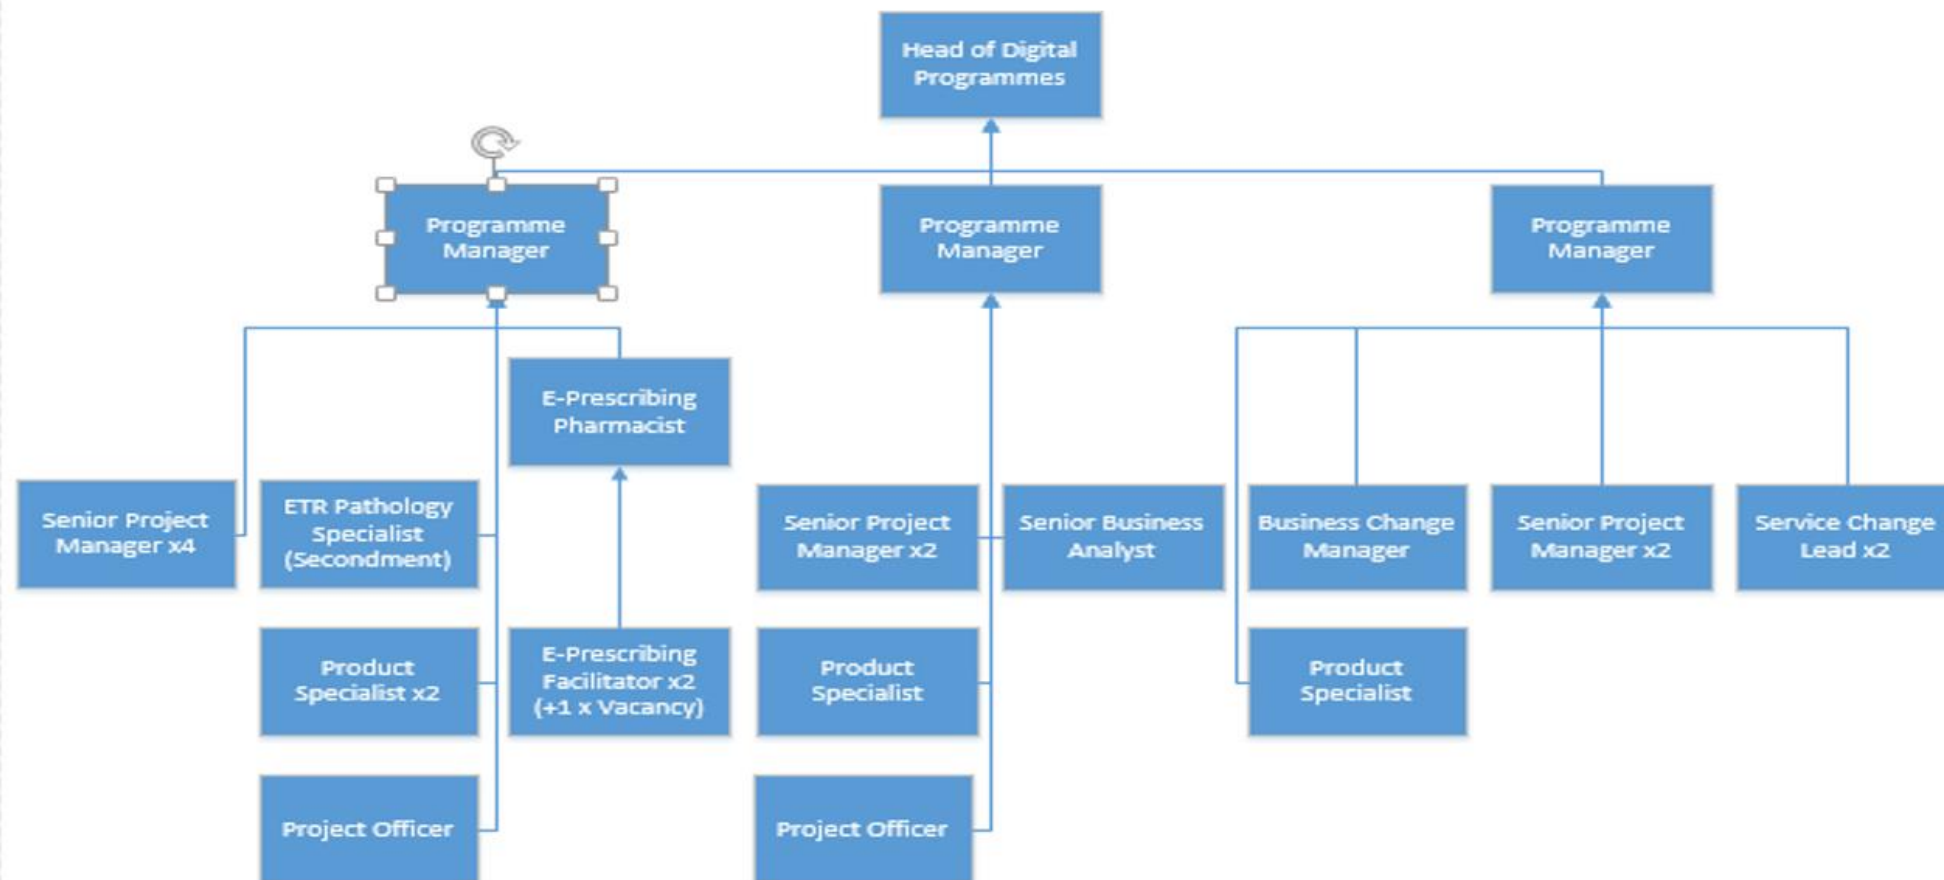 Head of Digital
Programmes
Programme
Manager
Programme
Manager
Programme
Manager
E-Prescribing
Pharmacist
Senior Project
Manager x4
ETR Pathology
Specialist
(Secondment)
Senior Project
Manager x2
Senior Business
Analyst
Business Change
Manager
Senior Project
Manager x2
Service Change
Lead x2
Product
Specialist x2
E-Prescribing
Facilitator x2
(+1 x Vacancy)
Product
Specialist
Product
Specialist
Project Officer
Project Officer